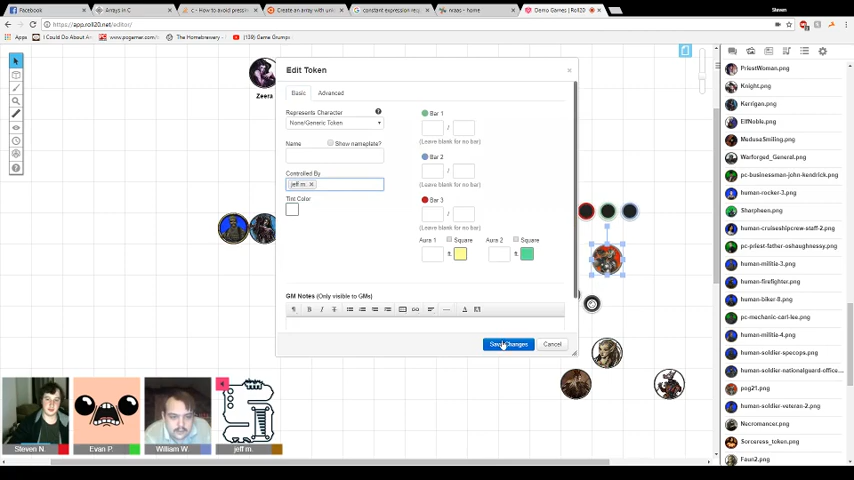 Facebook
Arrays in C
c - How to avoid pressin
Create an array with uni
constant expression req
nraas - home
Demo Games | Roll20
Steven
https://app.roll20.net/editor/
Apps
I Could Do About A
www.pogamer.com
The Homebrewery -
(139) Game Grumps
Edit Token
Basic
Advanced
Represents Character
None/Generic Token
Name
Show nameplate?
Controlled By
jeff m.
Tint Color
Bar 1
/
(Leave blank for no bar)
Bar 2
/
(Leave blank for no bar)
Bar 3
/
(Leave blank for no bar)
Aura 1
Square
Aura 2
Square
ft.
ft.
GM Notes (Only visible to GMs)
Save Changes
Cancel
Zeera
Steven N.
Evan P.
William W.
jeff m.
PriestWoman.png
Knight.png
Kerrigan.png
ElfNoble.png
MedusaSmiling.png
Warforged_General.png
pc-businessman-john-kendrick.png
human-rocker-3.png
Sharpheen.png
human-cruiseshipcrew-staff-2.png
pc-priest-father-oshaughnessy.png
human-militia-3.png
human-firefighter.png
human-biker-8.png
pc-mechanic-carl-lee.png
human-militia-4.png
human-soldier-specops.png
human-soldier-nationalguard-office...
pog21.png
human-soldier-veteran-2.png
Necromancer.png
Sorceress_token.png
Faun2.png